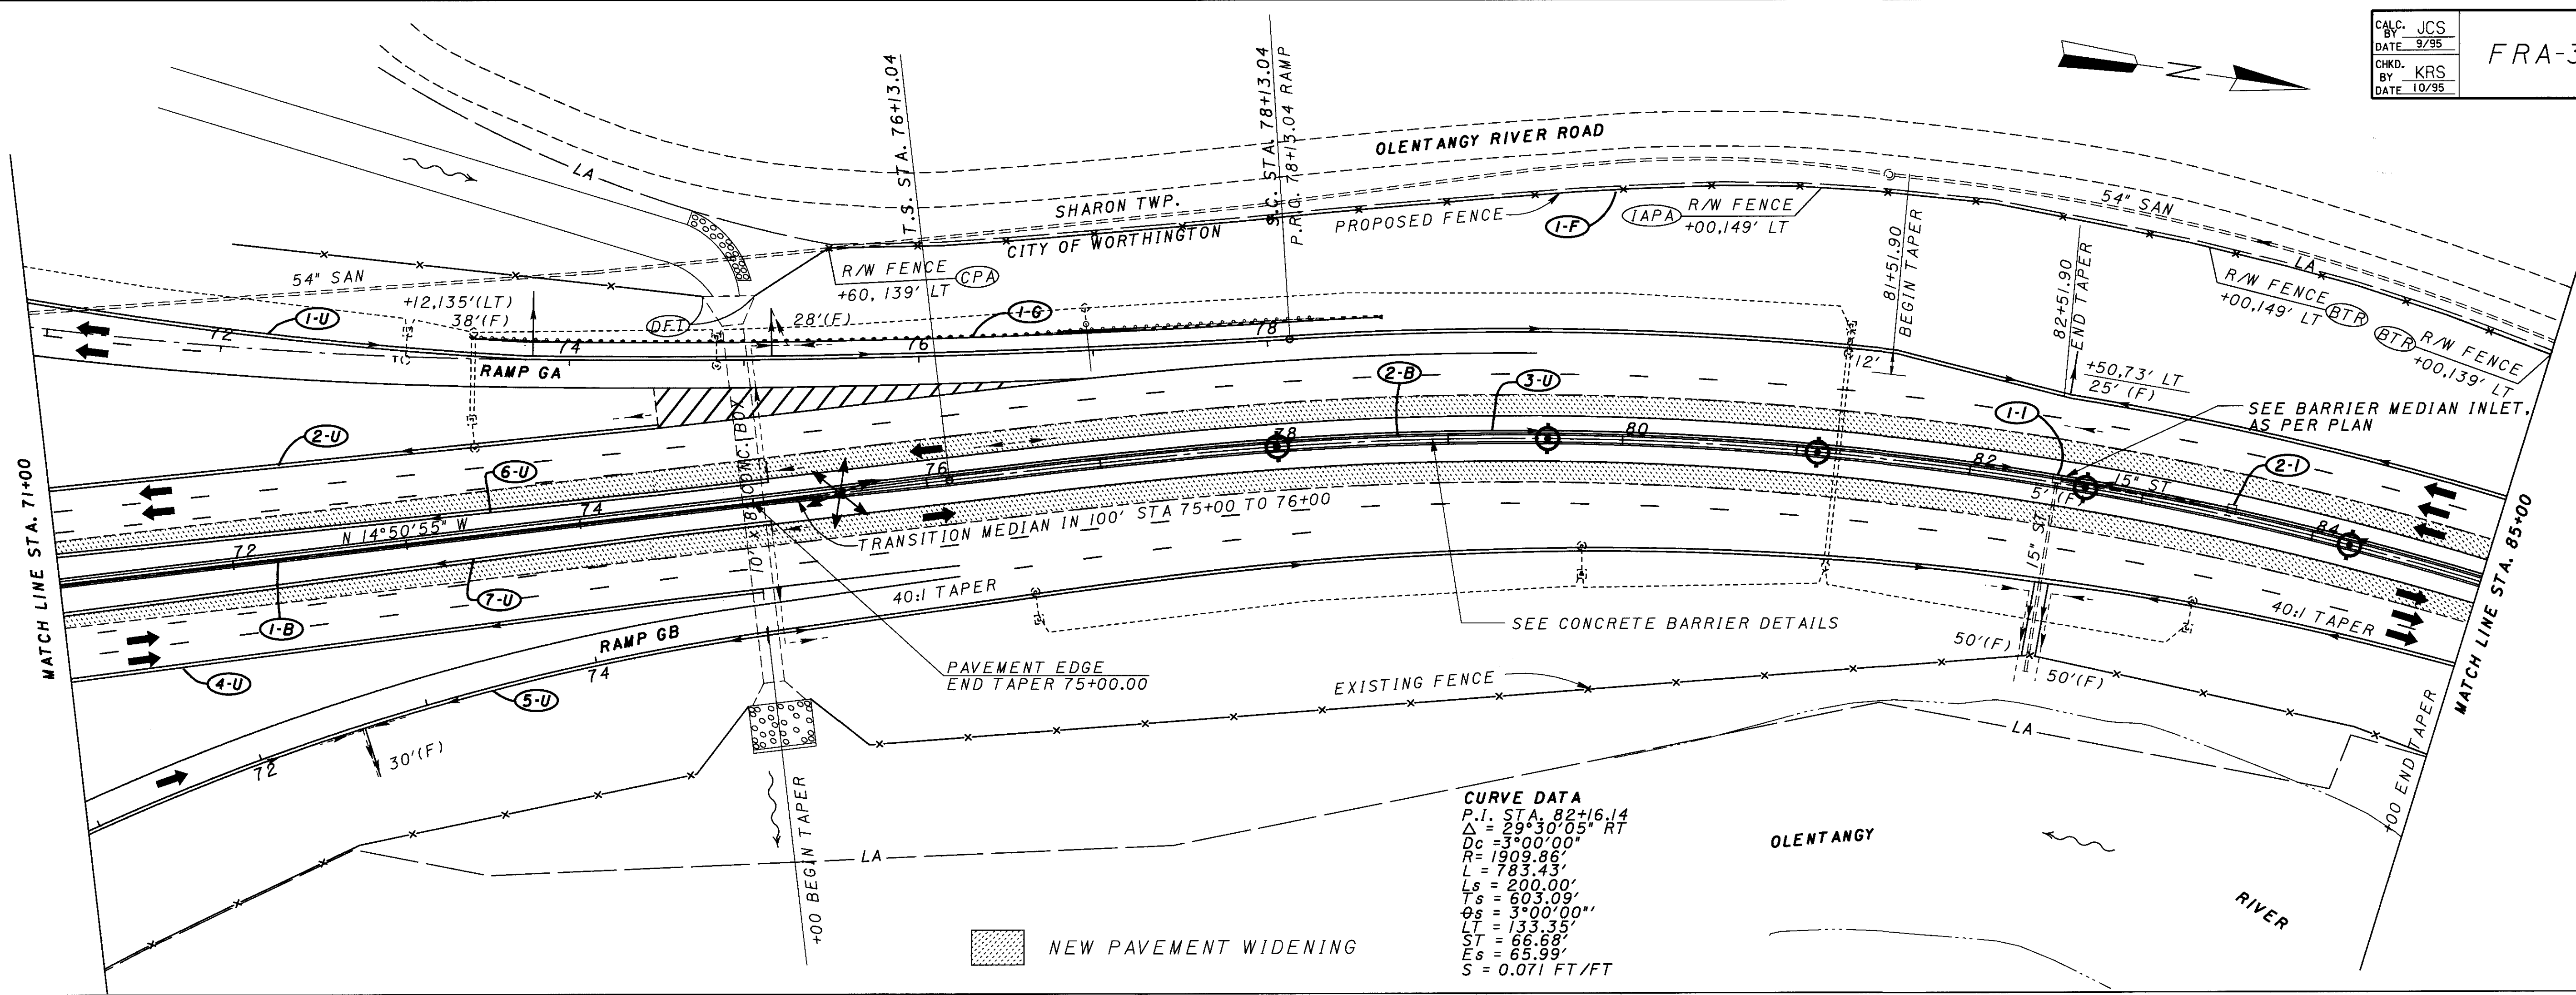 CALC. BY JCS
DATE 9/95
CHKD. BY KRS
DATE 10/95
FRA-3
N
T.S. STA. 76+13.04
S.C. STA. 78+13.04
P.R.C. 78+13.04 RAMP
OLENTANGY RIVER ROAD
LA
SHARON TWP.
CITY OF WORTHINGTON
PROPOSED FENCE
1-F
IAPA
R/W FENCE
+00,149' LT
54" SAN
81+51.90
BEGIN TAPER
82+51.90
END TAPER
LA
R/W FENCE
+00,149' LT
BTR
BTR
R/W FENCE
+00,139' LT
54" SAN
R/W FENCE
+60, 139' LT
CPA
+12,135'(LT)
38'(F)
DFI
28'(F)
1-G
1-U
72
74
76
78
RAMP GA
12'
+50,73' LT
25' (F)
2-B
3-U
1-I
SEE BARRIER MEDIAN INLET,
AS PER PLAN
2-U
6-U
10' X 8' CONC. BOX
2-I
15" ST
5' (F)
15" ST
72
74
76
78
80
82
84
N 14°50'55" W
TRANSITION MEDIAN IN 100' STA 75+00 TO 76+00
MATCH LINE STA. 71+00
MATCH LINE STA. 85+00
1-B
7-U
40:1 TAPER
40:1 TAPER
RAMP GB
SEE CONCRETE BARRIER DETAILS
4-U
5-U
72
74
PAVEMENT EDGE
END TAPER 75+00.00
EXISTING FENCE
50'(F)
50'(F)
30'(F)
LA
LA
+00 BEGIN TAPER
+00 END TAPER
CURVE DATA
P.I. STA. 82+16.14
Δ = 29°30'05" RT
Dc =3°00'00"
R= 1909.86'
L = 783.43'
Ls = 200.00'
Ts = 603.09'
θs = 3°00'00"'
LT = 133.35'
ST = 66.68'
Es = 65.99'
S = 0.071 FT/FT
OLENTANGY
RIVER
NEW PAVEMENT WIDENING